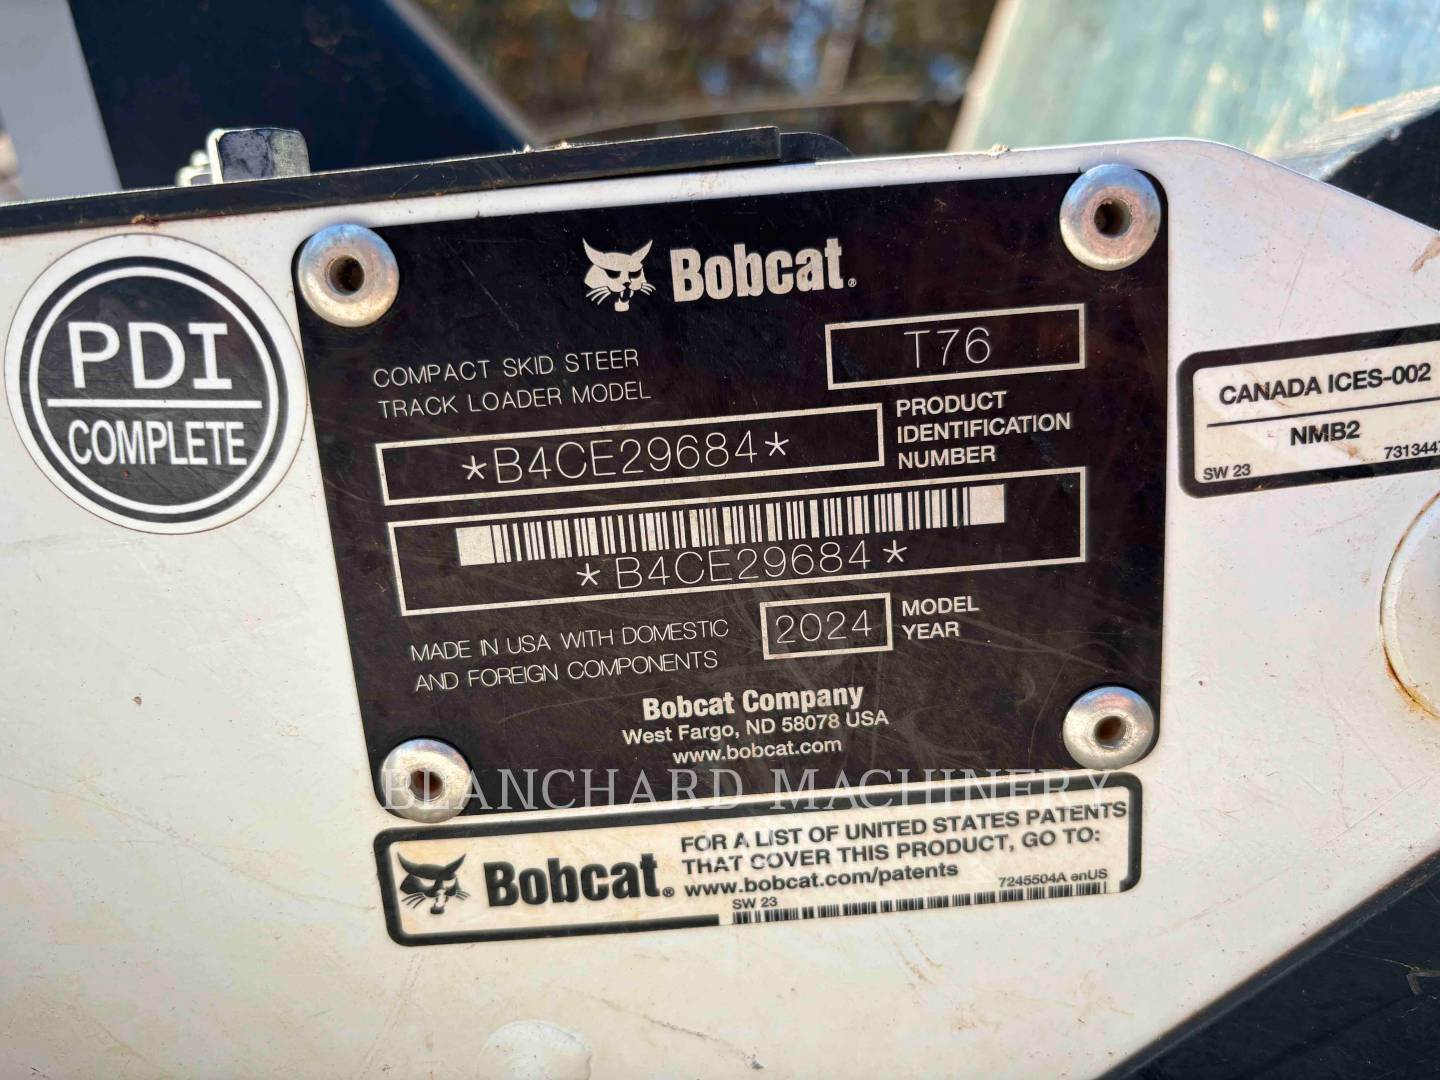 PDI
COMPLETE
Bobcat®
COMPACT SKID STEER
TRACK LOADER MODEL
T76
*B4CE29684*
PRODUCT
IDENTIFICATION
NUMBER
*B4CE29684*
MADE IN USA WITH DOMESTIC
AND FOREIGN COMPONENTS
2024
MODEL
YEAR
Bobcat Company
West Fargo, ND 58078 USA
www.bobcat.com
BLANCHARD MACHINERY
Bobcat®
FOR A LIST OF UNITED STATES PATENTS
THAT COVER THIS PRODUCT, GO TO:
www.bobcat.com/patents
7245504A enUS
SW 23
CANADA ICES-002
NMB2
SW 23
7313447